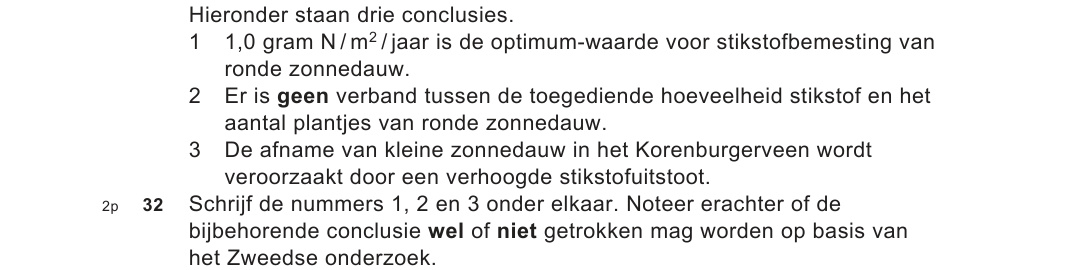 Hieronder staan drie conclusies.
1 1,0 gram N/m²/jaar is de optimum-waarde voor stikstofbemesting van
ronde zonnedauw.
2 Er is geen verband tussen de toegediende hoeveelheid stikstof en het
aantal plantjes van ronde zonnedauw.
3 De afname van kleine zonnedauw in het Korenburgerveen wordt
veroorzaakt door een verhoogde stikstofuitstoot.
2p 32 Schrijf de nummers 1, 2 en 3 onder elkaar. Noteer erachter of de
bijbehorende conclusie wel of niet getrokken mag worden op basis van
het Zweedse onderzoek.